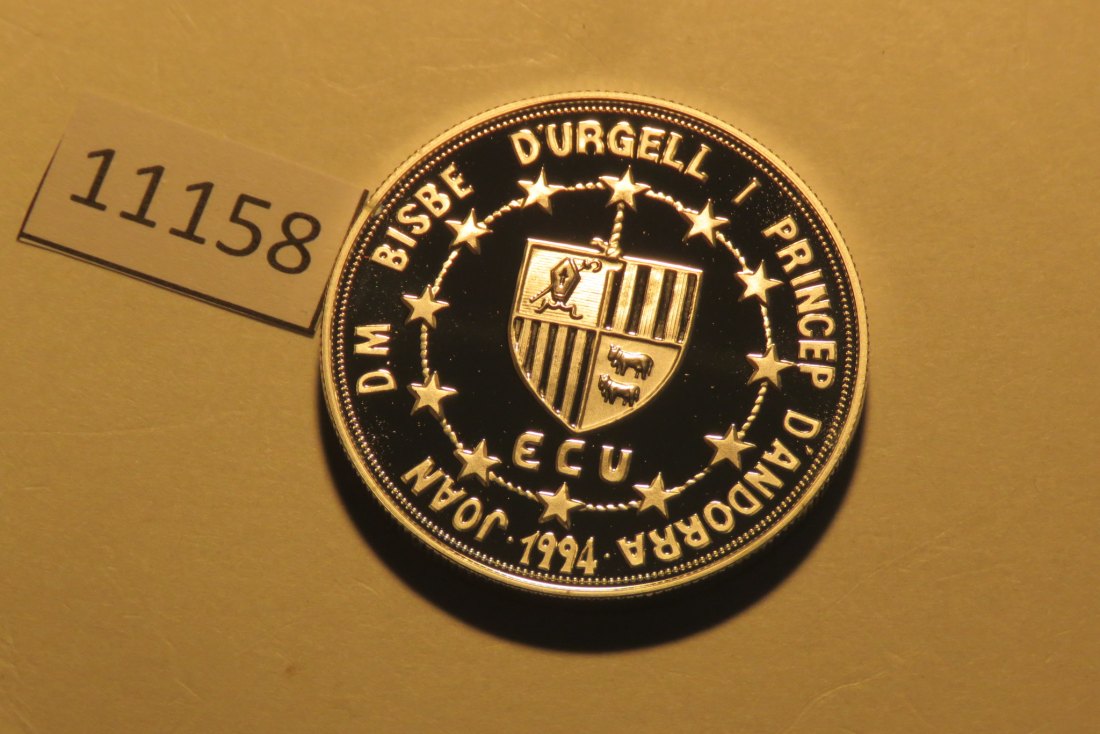 11158
JOAN D.M BISBE D'URGELL I PRINCEP D'ANDORRA
· 1994 ·
ECU